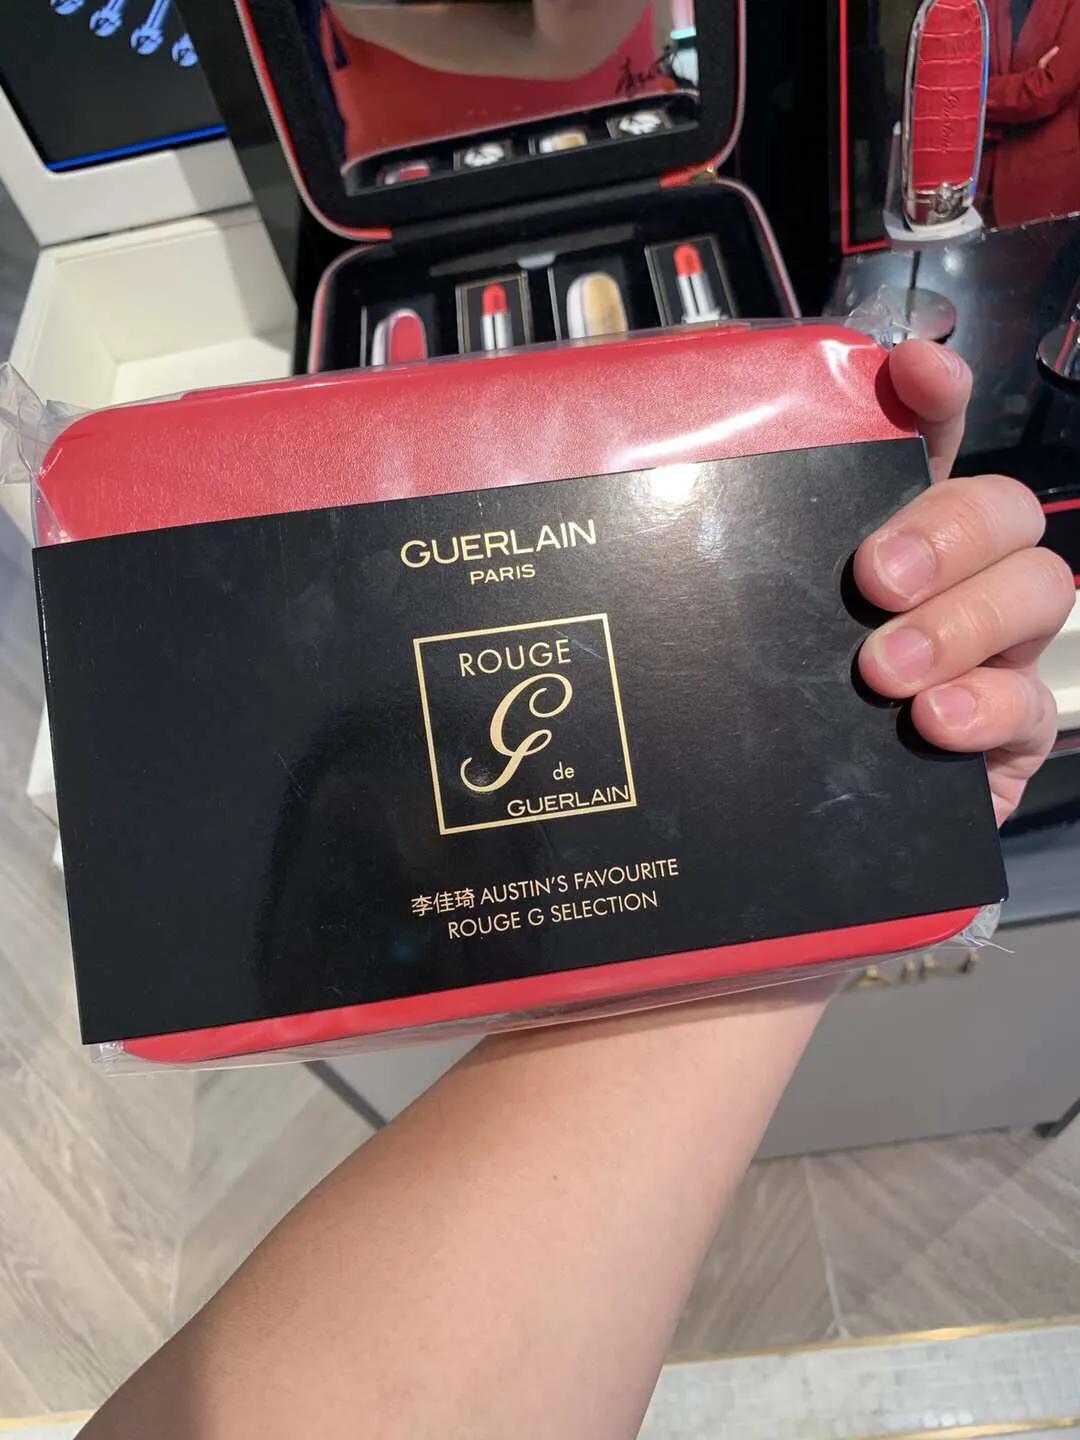 GUERLAIN
PARIS
ROUGE
G
de
GUERLAIN
李佳琦 AUSTIN'S FAVOURITE
ROUGE G SELECTION